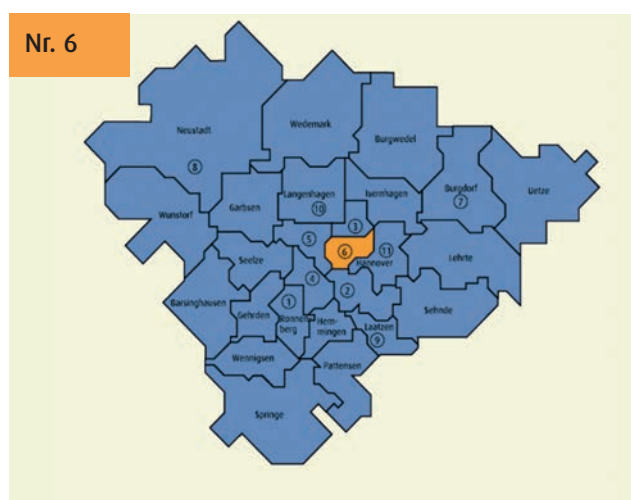 Nr. 6
Neustadt
Wedemark
Burgwedel
8
Wunstorf
Garbsen
Langenhagen
10
Isernhagen
Burgdorf
7
Uetze
3
5
6
11
Hannover
Seelze
Lehrte
4
2
Barsinghausen
Gehrden
1
Ronnen-
berg
Hem-
mingen
Laatzen
9
Sehnde
Wennigsen
Pattensen
Springe